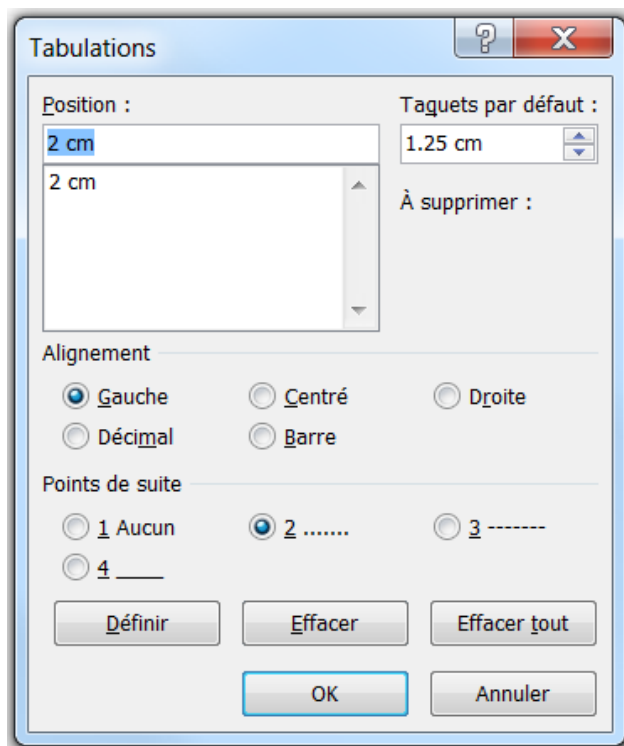 Tabulations
Position :
Taquets par défaut :
2 cm
1.25 cm
2 cm
À supprimer :
Alignement
Gauche
Centré
Droite
Décimal
Barre
Points de suite
1 Aucun
2 .......
3 -------
4 ____
Définir
Effacer
Effacer tout
OK
Annuler